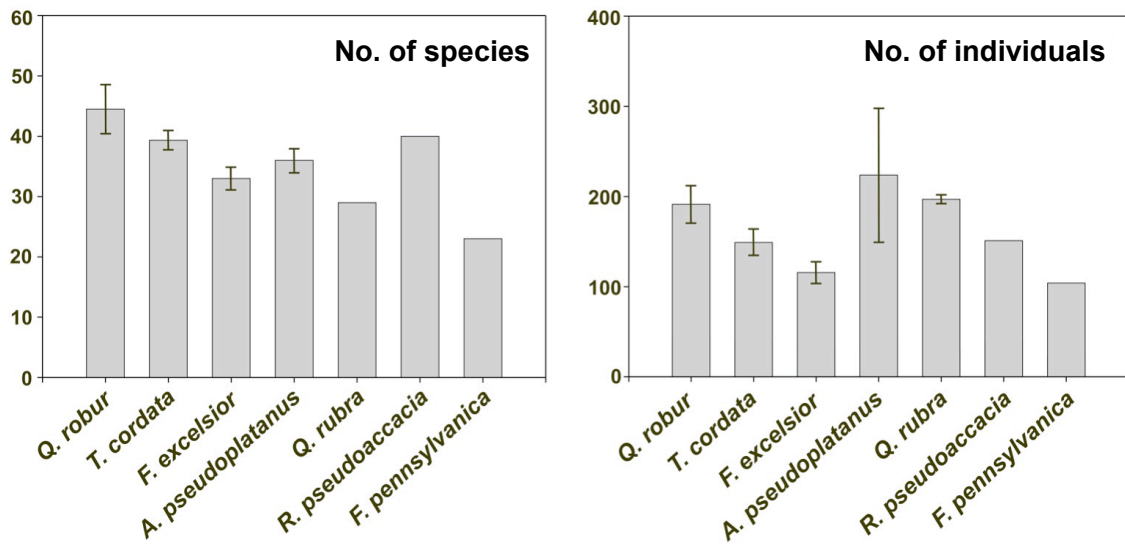 No. of species
60
50
40
30
20
10
0
Q. robur
T. cordata
F. excelsior
A. pseudoplatanus
Q. rubra
R. pseudoaccacia
F. pennsylvanica
No. of individuals
400
300
200
100
0
Q. robur
T. cordata
F. excelsior
A. pseudoplatanus
Q. rubra
R. pseudoaccacia
F. pennsylvanica